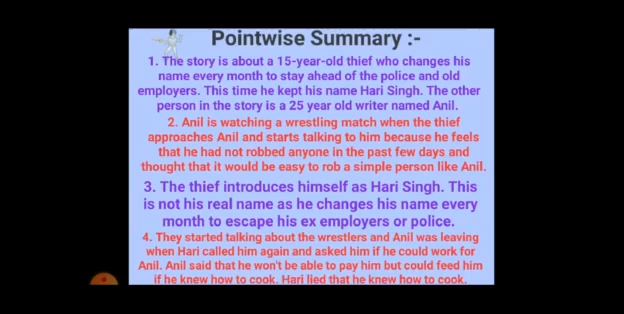 Pointwise Summary :-
1. The story is about a 15-year-old thief who changes his
name every month to stay ahead of the police and old
employers. This time he kept his name Hari Singh. The other
person in the story is a 25 year old writer named Anil.
2. Anil is watching a wrestling match when the thief
approaches Anil and starts talking to him because he feels
that he had not robbed anyone in the past few days and
thought that it would be easy to rob a simple person like Anil.
3. The thief introduces himself as Hari Singh. This
is not his real name as he changes his name every
month to escape his ex employers or police.
4. They started talking about the wrestlers and Anil was leaving
when Hari called him again and asked him if he could work for
Anil. Anil said that he won't be able to pay him but could feed him
if he knew how to cook. Hari lied that he knew how to cook.